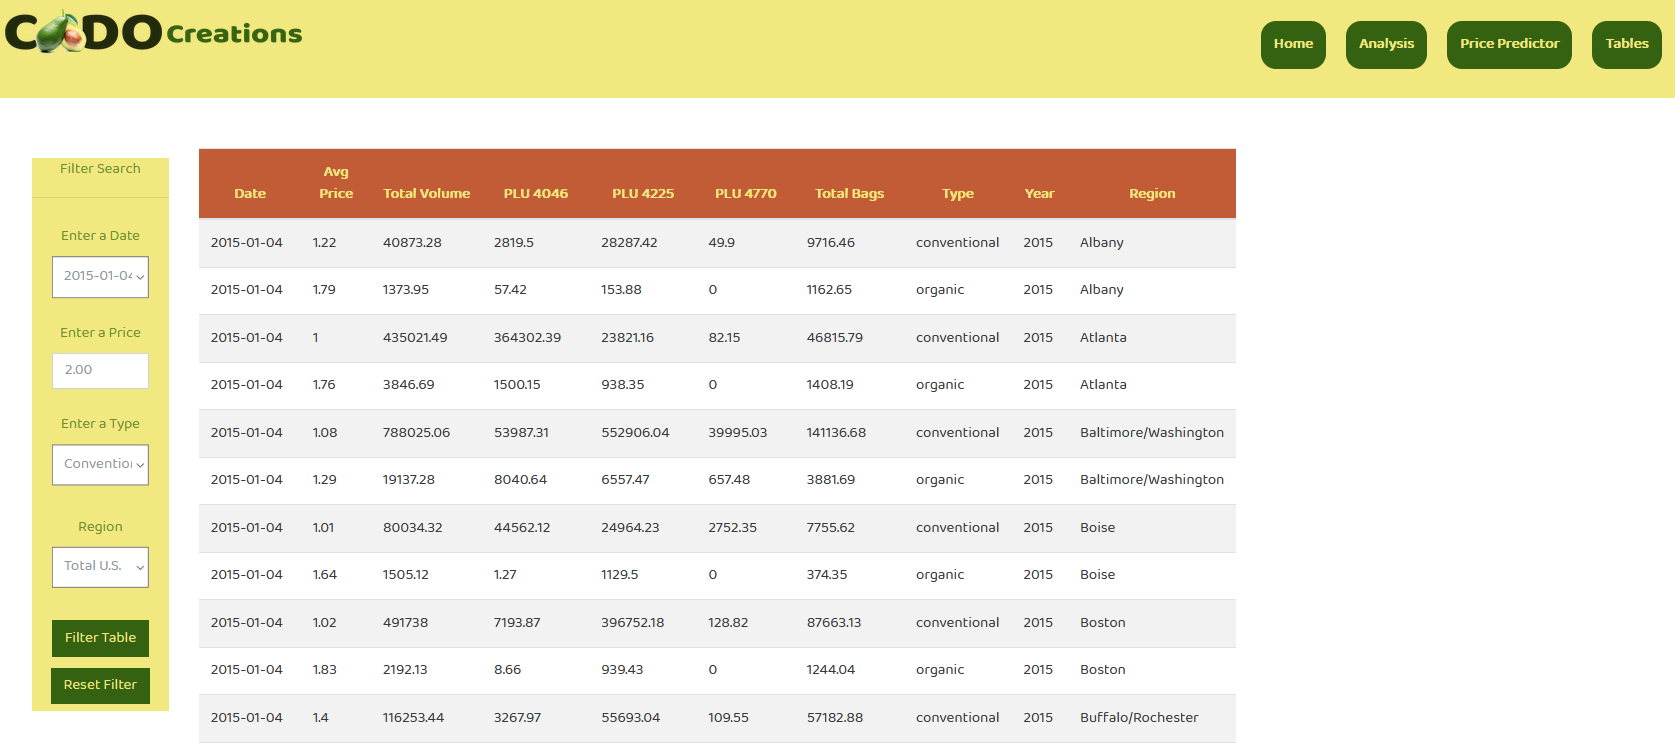 CADO Creations
Home Analysis Price Predictor Tables
Filter Search
Enter a Date
2015-01-04
Enter a Price
2.00
Enter a Type
Convention
Region
Total U.S.
Filter Table
Reset Filter
Date Avg Price Total Volume PLU 4046 PLU 4225 PLU 4770 Total Bags Type Year Region
2015-01-04 1.22 40873.28 2819.5 28287.42 49.9 9716.46 conventional 2015 Albany
2015-01-04 1.79 1373.95 57.42 153.88 0 1162.65 organic 2015 Albany
2015-01-04 1 435021.49 364302.39 23821.16 82.15 46815.79 conventional 2015 Atlanta
2015-01-04 1.76 3846.69 1500.15 938.35 0 1408.19 organic 2015 Atlanta
2015-01-04 1.08 788025.06 53987.31 552906.04 39995.03 141136.68 conventional 2015 Baltimore/Washington
2015-01-04 1.29 19137.28 8040.64 6557.47 657.48 3881.69 organic 2015 Baltimore/Washington
2015-01-04 1.01 80034.32 44562.12 24964.23 2752.35 7755.62 conventional 2015 Boise
2015-01-04 1.64 1505.12 1.27 1129.5 0 374.35 organic 2015 Boise
2015-01-04 1.02 491738 7193.87 396752.18 128.82 87663.13 conventional 2015 Boston
2015-01-04 1.83 2192.13 8.66 939.43 0 1244.04 organic 2015 Boston
2015-01-04 1.4 116253.44 3267.97 55693.04 109.55 57182.88 conventional 2015 Buffalo/Rochester